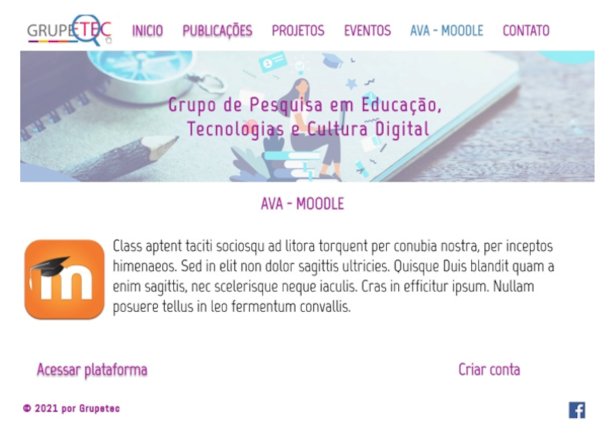 GRUPETEC
INICIO PUBLICAÇÕES PROJETOS EVENTOS AVA - MOODLE CONTATO
Grupo de Pesquisa em Educação,
Tecnologias e Cultura Digital
AVA - MOODLE
m
Class aptent taciti sociosqu ad litora torquent per conubia nostra, per inceptos
himenaeos. Sed in elit non dolor sagittis ultricies. Quisque Duis blandit quam a
enim sagittis, nec scelerisque neque iaculis. Cras in efficitur ipsum. Nullam
posuere tellus in leo fermentum convallis.
Acessar plataforma Criar conta
© 2021 por Grupetec f